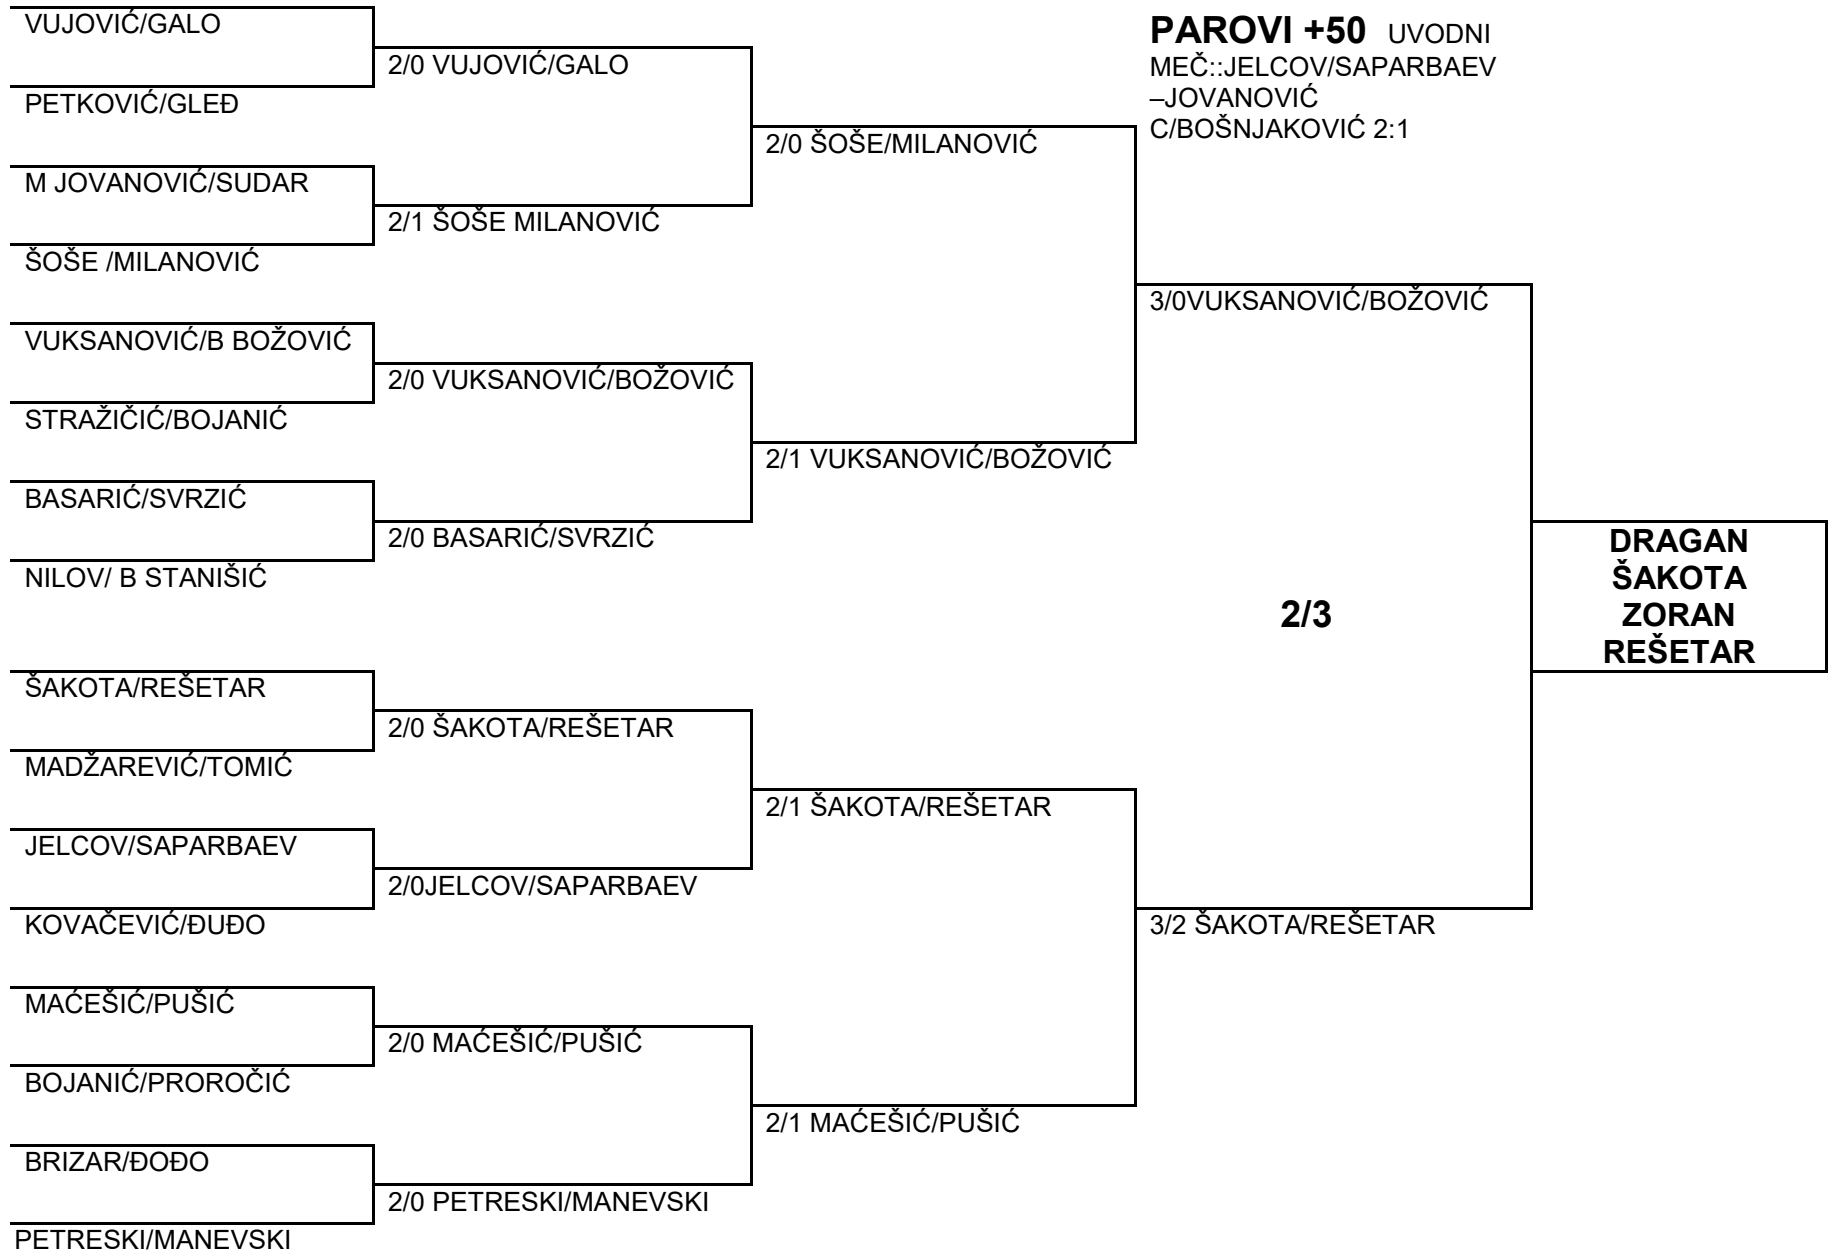 VUJOVIĆ/GALO
PETKOVIĆ/GLEĐ
M JOVANOVIĆ/SUDAR
ŠOŠE /MILANOVIĆ
VUKSANOVIĆ/B BOŽOVIĆ
STRAŽIČIĆ/BOJANIĆ
BASARIĆ/SVRZIĆ
NILOV/ B STANIŠIĆ
ŠAKOTA/REŠETAR
MADŽAREVIĆ/TOMIĆ
JELCOV/SAPARBAEV
KOVAČEVIĆ/ĐUĐO
MAĆEŠIĆ/PUŠIĆ
BOJANIĆ/PROROČIĆ
BRIZAR/ĐOĐO
PETRESKI/MANEVSKI
2/0 VUJOVIĆ/GALO
2/1 ŠOŠE MILANOVIĆ
2/0 VUKSANOVIĆ/BOŽOVIĆ
2/0 BASARIĆ/SVRZIĆ
2/0 ŠAKOTA/REŠETAR
2/0JELCOV/SAPARBAEV
2/0 MAĆEŠIĆ/PUŠIĆ
2/0 PETRESKI/MANEVSKI
2/0 ŠOŠE/MILANOVIĆ
2/1 VUKSANOVIĆ/BOŽOVIĆ
2/1 ŠAKOTA/REŠETAR
2/1 MAĆEŠIĆ/PUŠIĆ
PAROVI +50 UVODNI
MEČ::JELCOV/SAPARBAEV
–JOVANOVIĆ
C/BOŠNJAKOVIĆ 2:1
3/0VUKSANOVIĆ/BOŽOVIĆ
2/3
3/2 ŠAKOTA/REŠETAR
DRAGAN
ŠAKOTA
ZORAN
REŠETAR